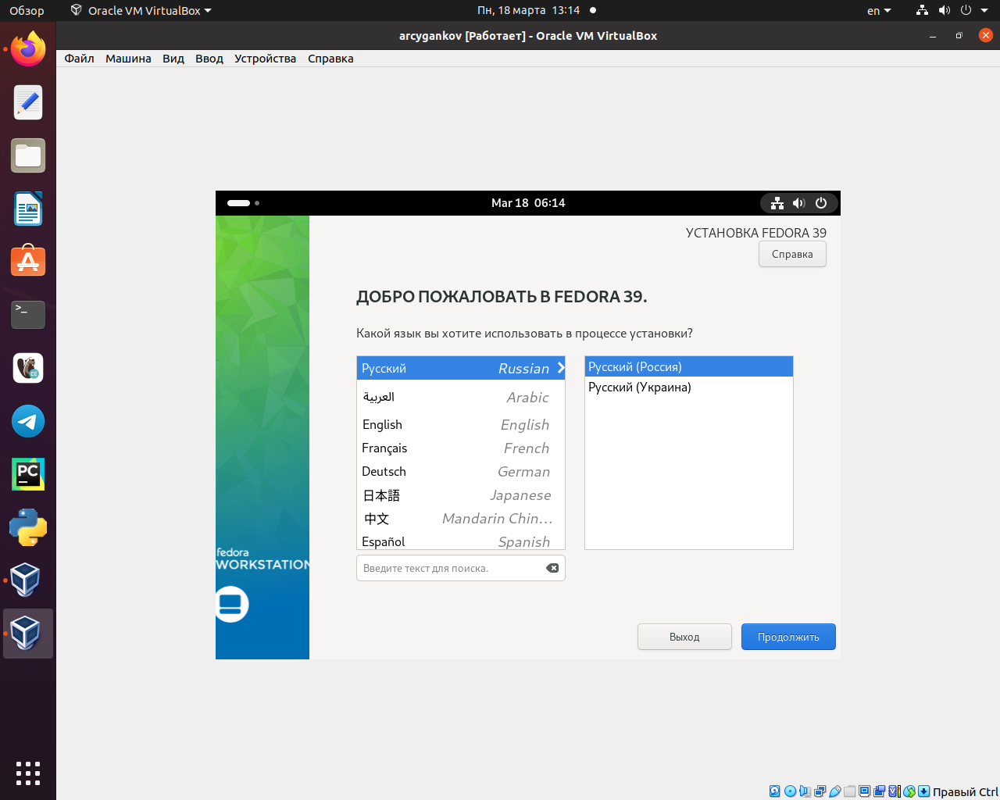 Обзор
Oracle VM VirtualBox
Пн, 18 марта 13:14
en
arcygankov [Работает] - Oracle VM VirtualBox
Файл Машина Вид Ввод Устройства Справка
Mar 18 06:14
УСТАНОВКА FEDORA 39
Справка
ДОБРО ПОЖАЛОВАТЬ В FEDORA 39.
Какой язык вы хотите использовать в процессе установки?
Русский Russian
العربية Arabic
English English
Français French
Deutsch German
日本語 Japanese
中文 Mandarin Chin...
Español Spanish
Русский (Россия)
Русский (Украина)
Введите текст для поиска.
fedora
WORKSTATION
Выход
Продолжить
>_
CE
PC
Правый Ctrl